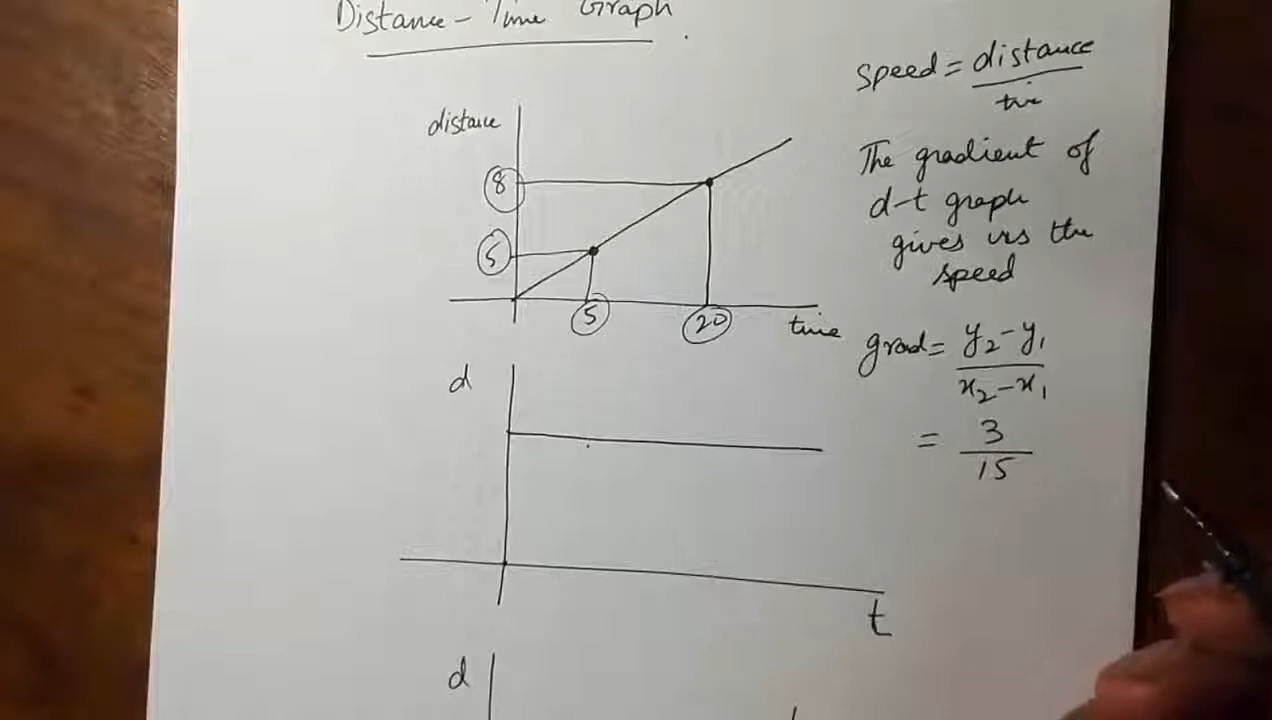 Distance - Time Graph
speed = distance
distance
The gradient of
8
d-t graph
5
gives us the
speed
5
20
time
grad = y2 - y1
x2 - x1
d
= 3
15
t
d